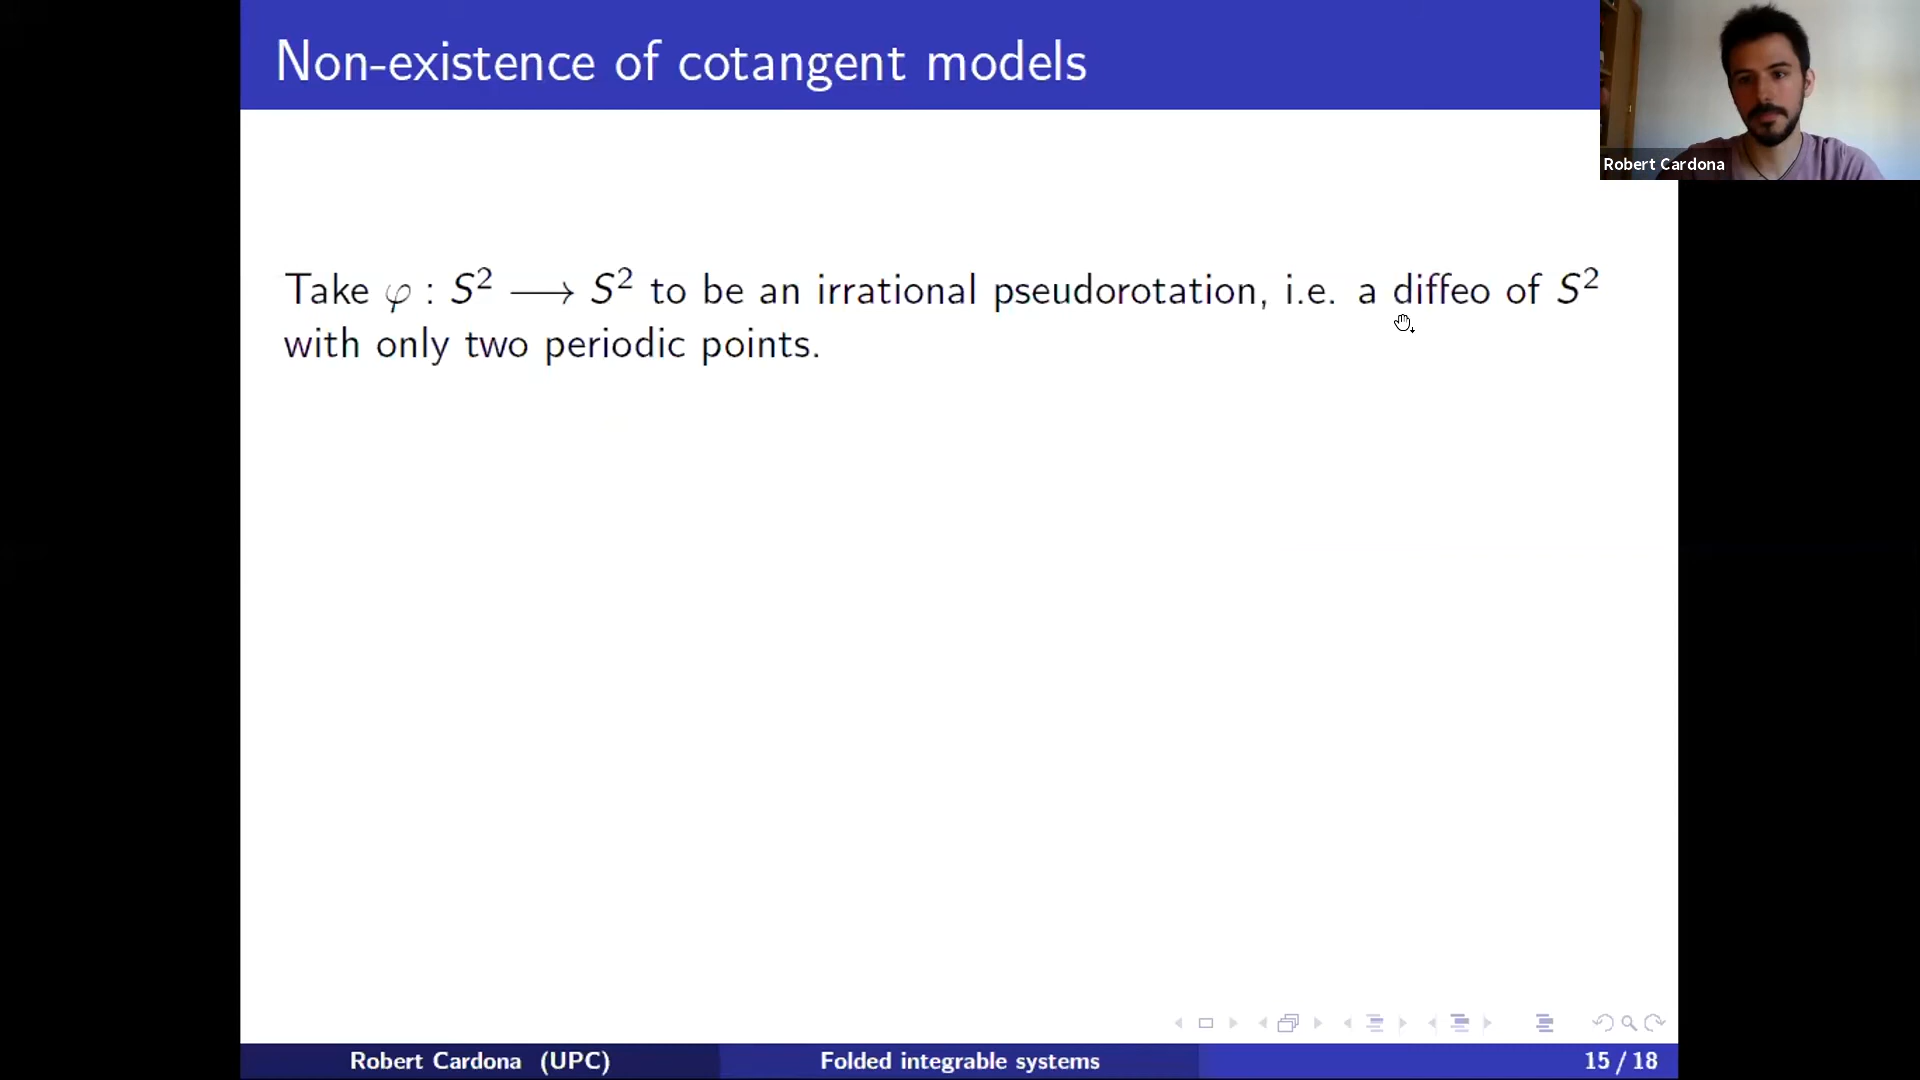 Non-existence of cotangent models
Robert Cardona
Take φ : S² ⟶ S² to be an irrational pseudorotation, i.e. a diffeo of S²
with only two periodic points.
Robert Cardona (UPC)
Folded integrable systems
15 / 18